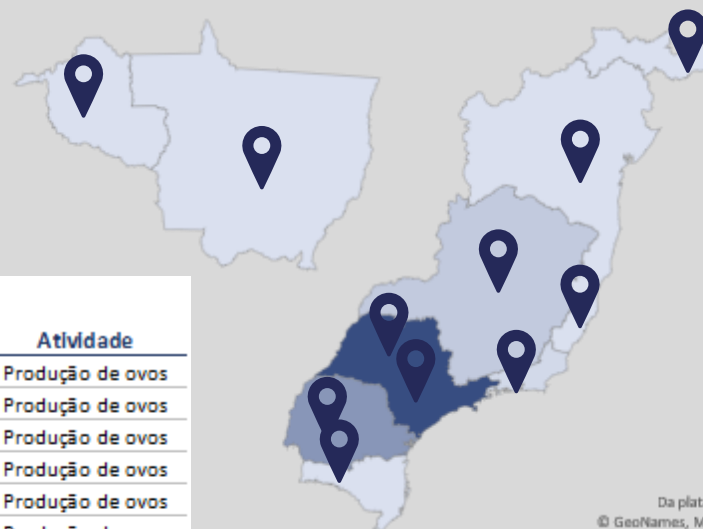 Atividade
Produção de ovos
Produção de ovos
Produção de ovos
Produção de ovos
Produção de ovos
Da plat
© GeoNames, M